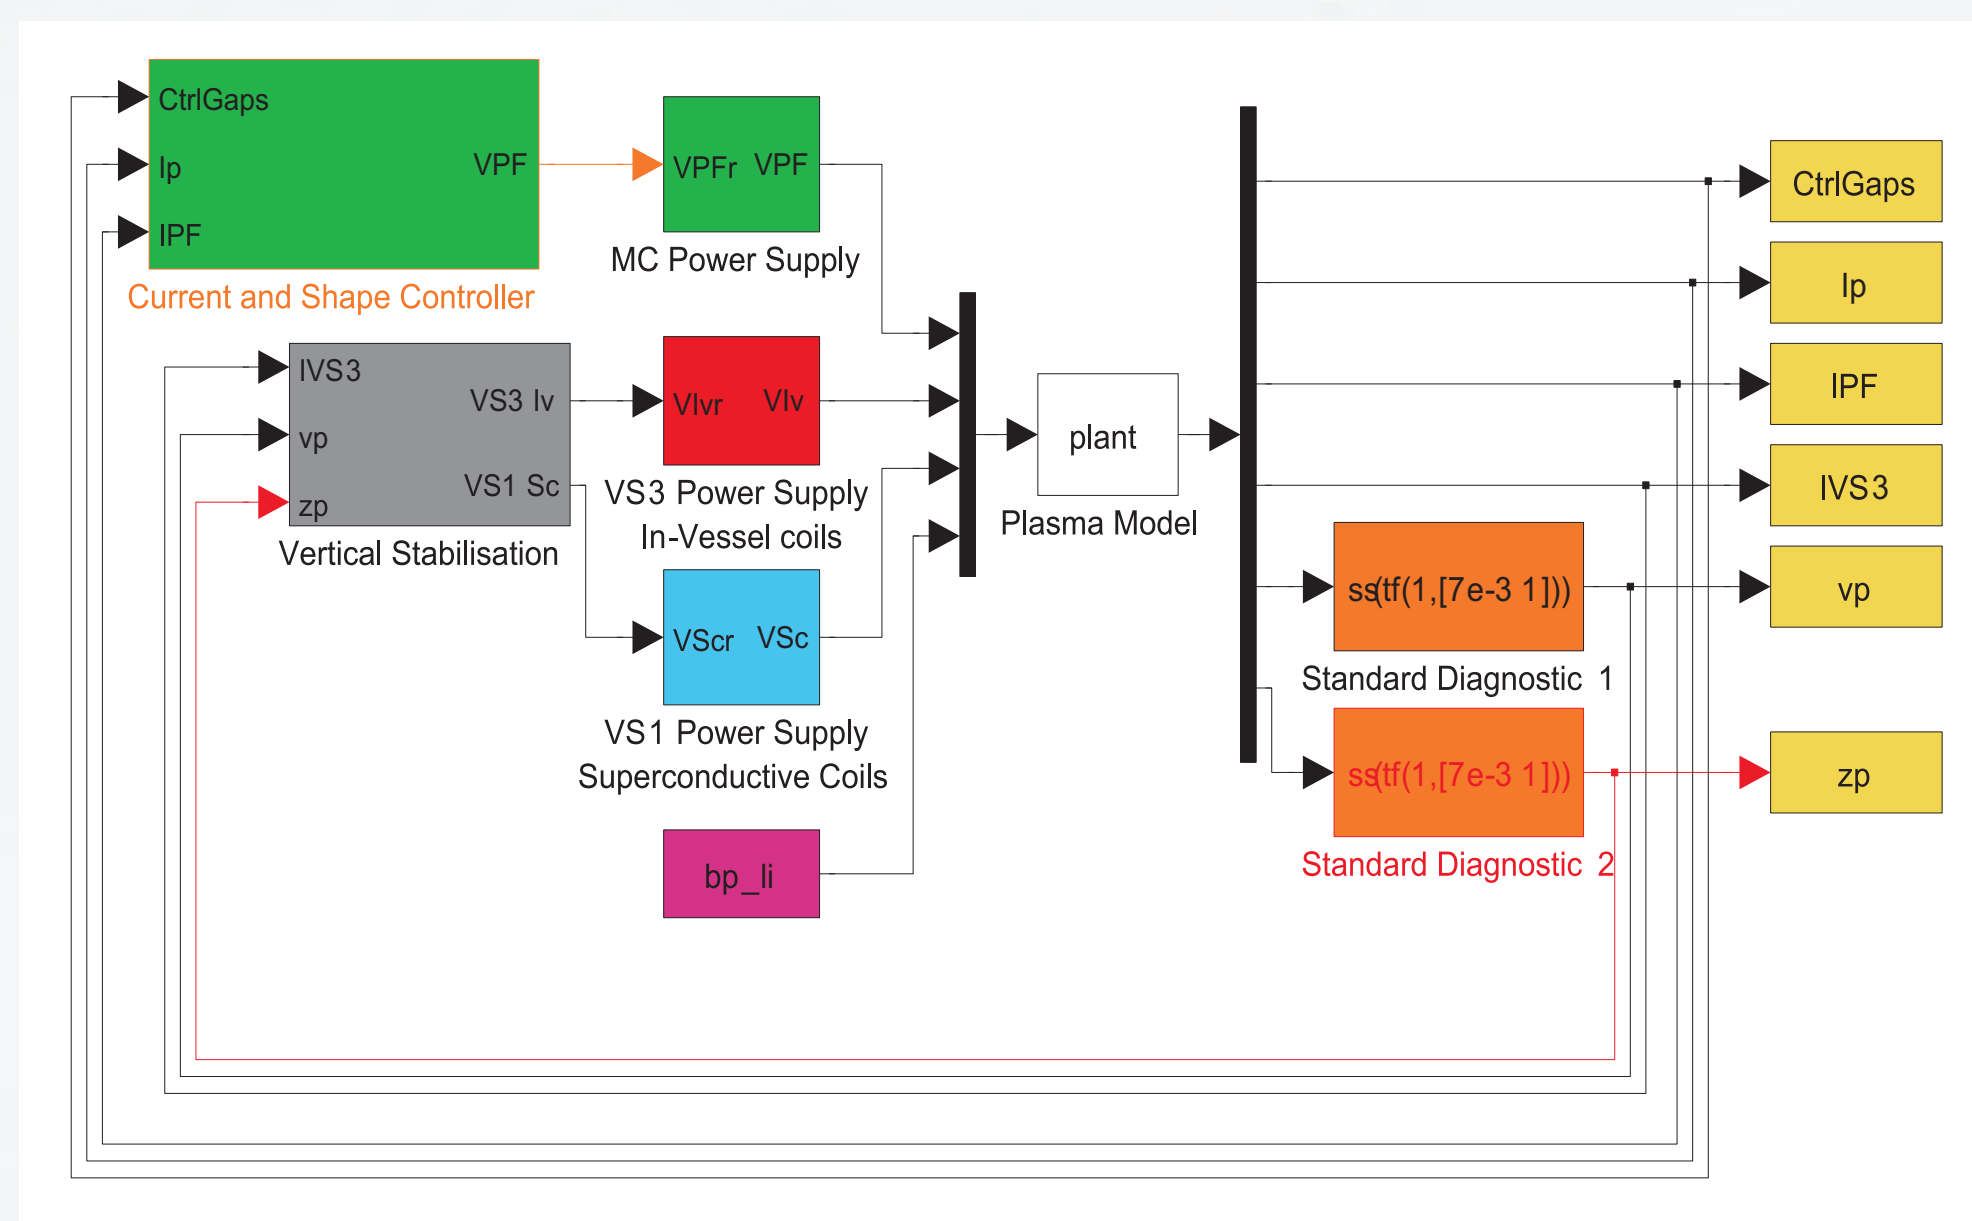 CtrlGaps
Ip
IPF
VPF
Current and Shape Controller
VPFr VPF
MC Power Supply
IVS3
vp
zp
VS3 Iv
VS1 Sc
Vertical Stabilisation
VIvr VIv
VS3 Power Supply
In-Vessel coils
VScr VSc
VS1 Power Supply
Superconductive Coils
bp_li
plant
Plasma Model
ss(tf(1,[7e-3 1]))
Standard Diagnostic 1
ss(tf(1,[7e-3 1]))
Standard Diagnostic 2
CtrlGaps
Ip
IPF
IVS3
vp
zp